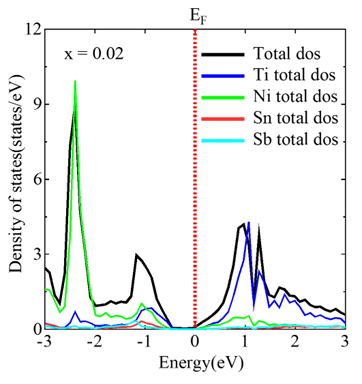 E_F
12
x = 0.02
Total dos
Ti total dos
Ni total dos
Sn total dos
Sb total dos
9
6
3
0
Density of states(states/eV)
-3 -2 -1 0 1 2 3
Energy(eV)